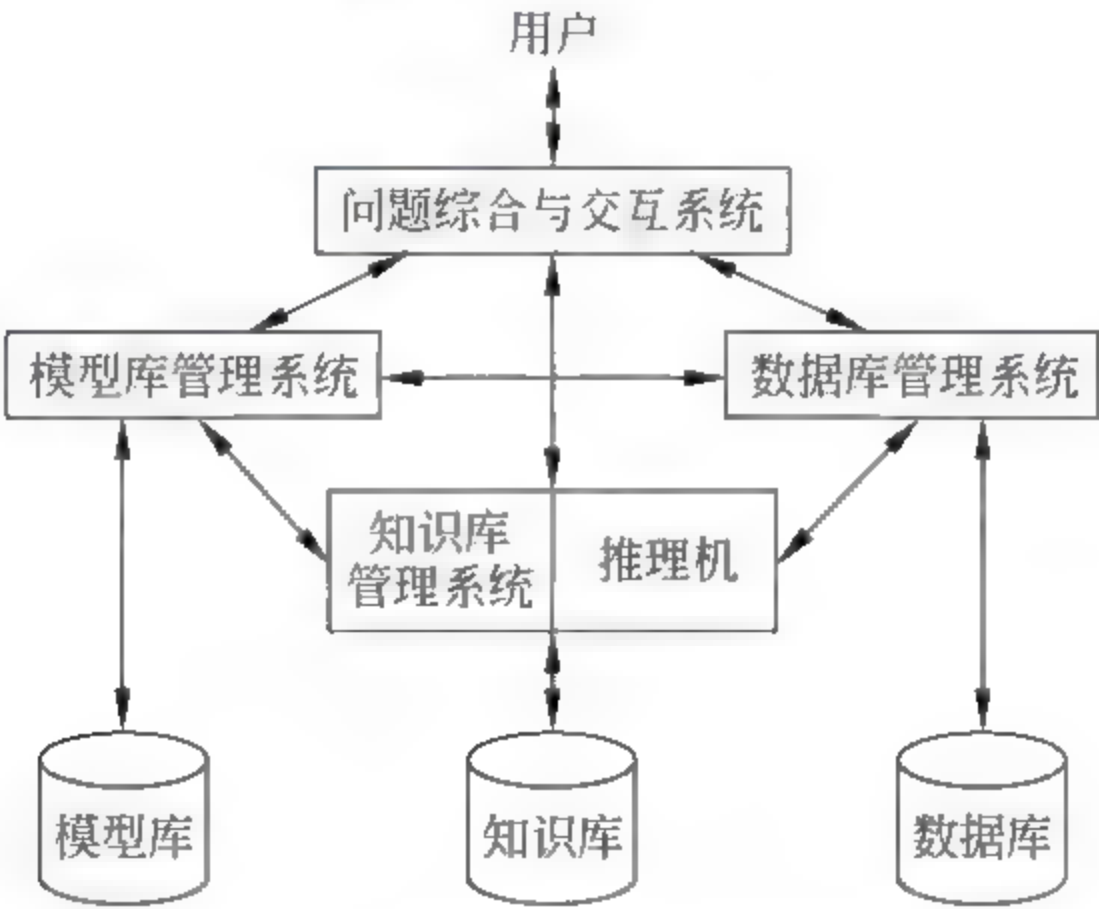 用户
问题综合与交互系统
模型库管理系统
数据库管理系统
知识库
管理系统
推理机
模型库
知识库
数据库